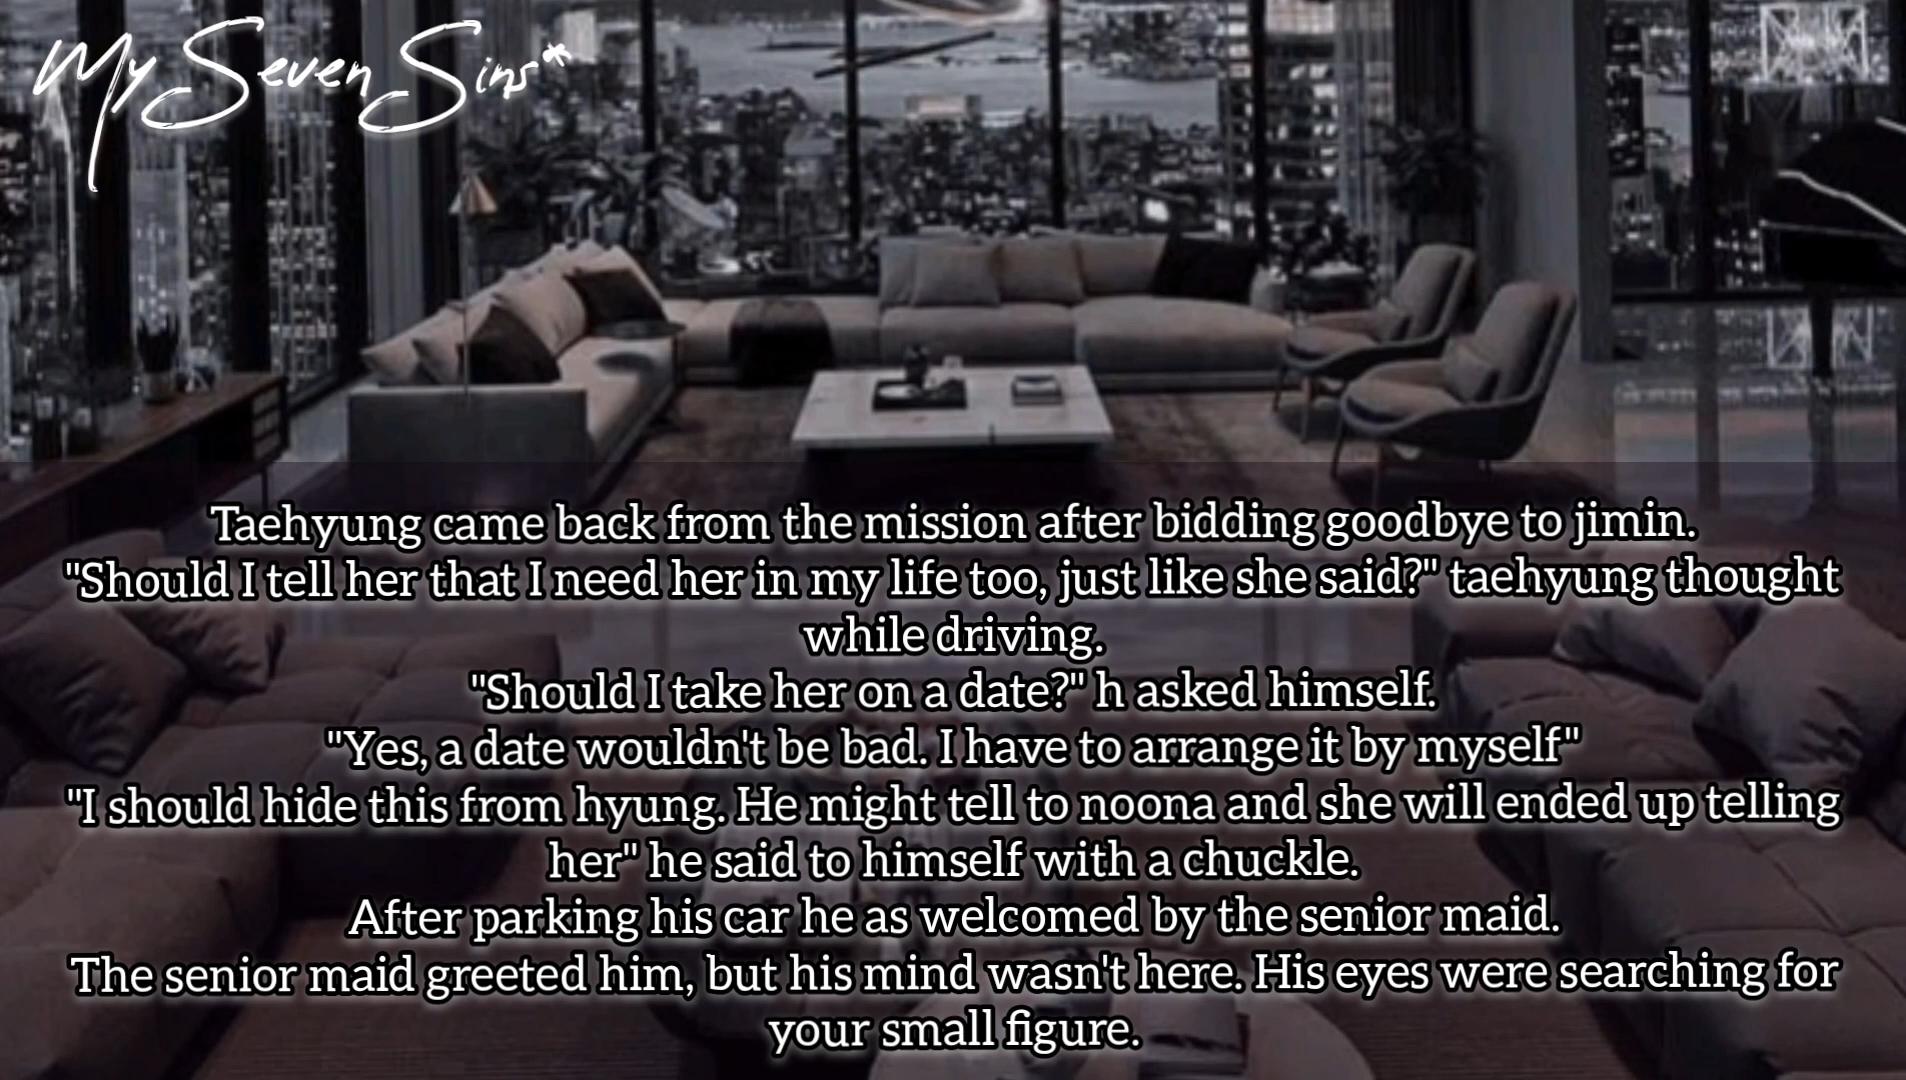 My Seven Sins*
Taehyung came back from the mission after bidding goodbye to jimin.
"Should I tell her that I need her in my life too, just like she said?" taehyung thought
while driving.
"Should I take her on a date?" h asked himself.
"Yes, a date wouldn't be bad. I have to arrange it by myself"
"I should hide this from hyung. He might tell to noona and she will ended up telling
her" he said to himself with a chuckle.
After parking his car he as welcomed by the senior maid.
The senior maid greeted him, but his mind wasn't here. His eyes were searching for
your small figure.